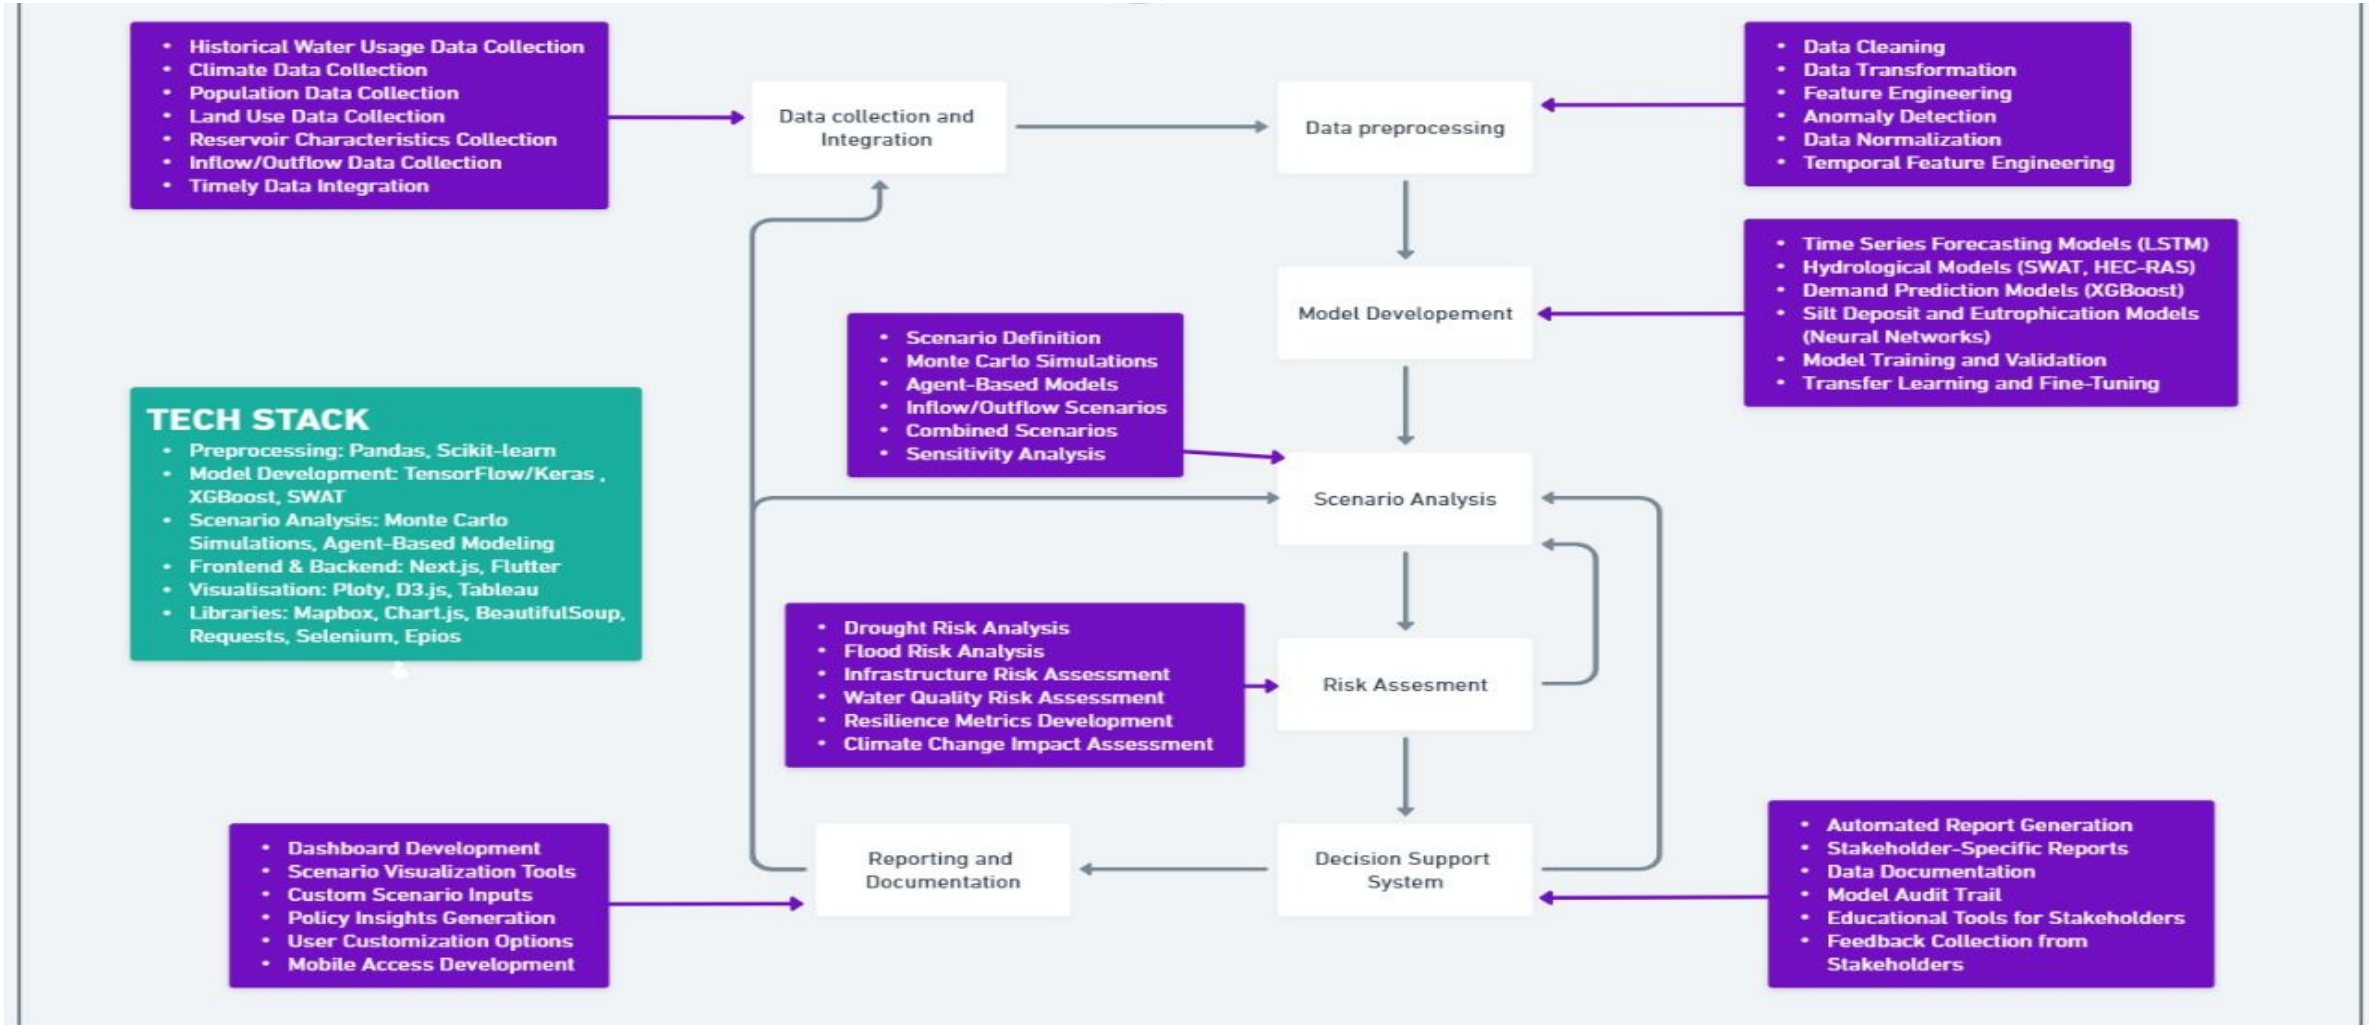 • Historical Water Usage Data Collection
• Climate Data Collection
• Population Data Collection
• Land Use Data Collection
• Reservoir Characteristics Collection
• Inflow/Outflow Data Collection
• Timely Data Integration
Data collection and
Integration
Data preprocessing
• Data Cleaning
• Data Transformation
• Feature Engineering
• Anomaly Detection
• Data Normalization
• Temporal Feature Engineering
Model Developement
• Time Series Forecasting Models (LSTM)
• Hydrological Models (SWAT, HEC-RAS)
• Demand Prediction Models (XGBoost)
• Silt Deposit and Eutrophication Models
(Neural Networks)
• Model Training and Validation
• Transfer Learning and Fine-Tuning
• Scenario Definition
• Monte Carlo Simulations
• Agent-Based Models
• Inflow/Outflow Scenarios
• Combined Scenarios
• Sensitivity Analysis
Scenario Analysis
TECH STACK
• Preprocessing: Pandas, Scikit-learn
• Model Development: TensorFlow/Keras ,
XGBoost, SWAT
• Scenario Analysis: Monte Carlo
Simulations, Agent-Based Modeling
• Frontend & Backend: Next.js, Flutter
• Visualisation: Ploty, D3.js, Tableau
• Libraries: Mapbox, Chart.js, BeautifulSoup,
Requests, Selenium, Epios
• Drought Risk Analysis
• Flood Risk Analysis
• Infrastructure Risk Assessment
• Water Quality Risk Assessment
• Resilience Metrics Development
• Climate Change Impact Assessment
Risk Assesment
• Dashboard Development
• Scenario Visualization Tools
• Custom Scenario Inputs
• Policy Insights Generation
• User Customization Options
• Mobile Access Development
Reporting and
Documentation
Decision Support
System
• Automated Report Generation
• Stakeholder-Specific Reports
• Data Documentation
• Model Audit Trail
• Educational Tools for Stakeholders
• Feedback Collection from
Stakeholders